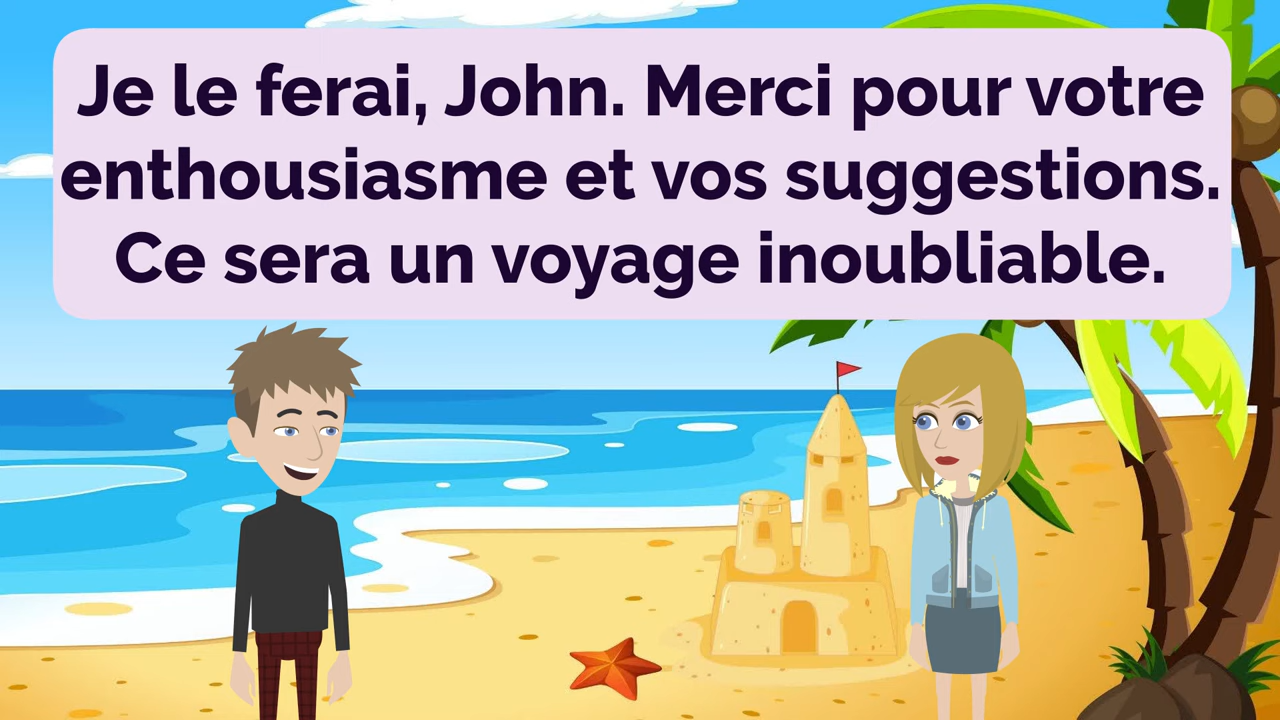 Je le ferai, John. Merci pour votre
enthousiasme et vos suggestions.
Ce sera un voyage inoubliable.